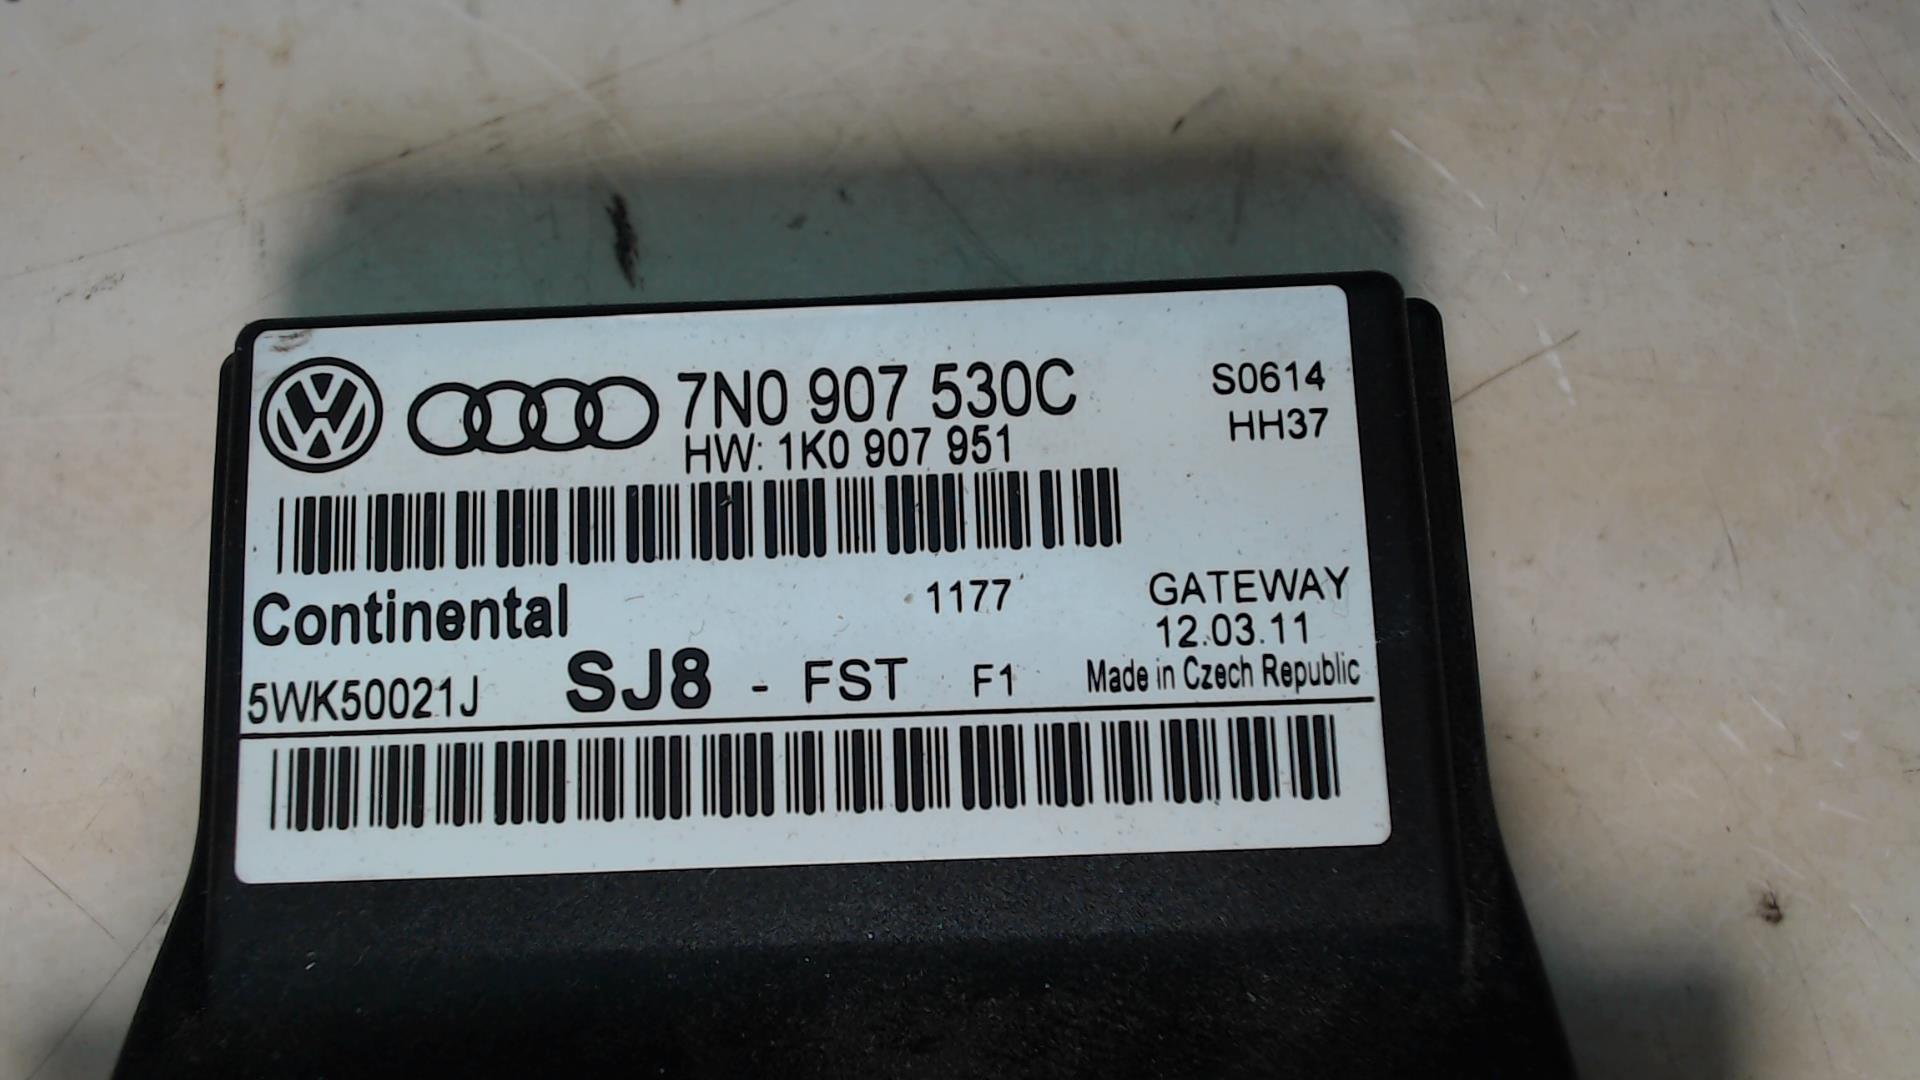 7N0 907 530C S0614
HW: 1K0 907 951 HH37
Continental 1177 GATEWAY
12.03.11
5WK50021J SJ8 - FST F1 Made in Czech Republic